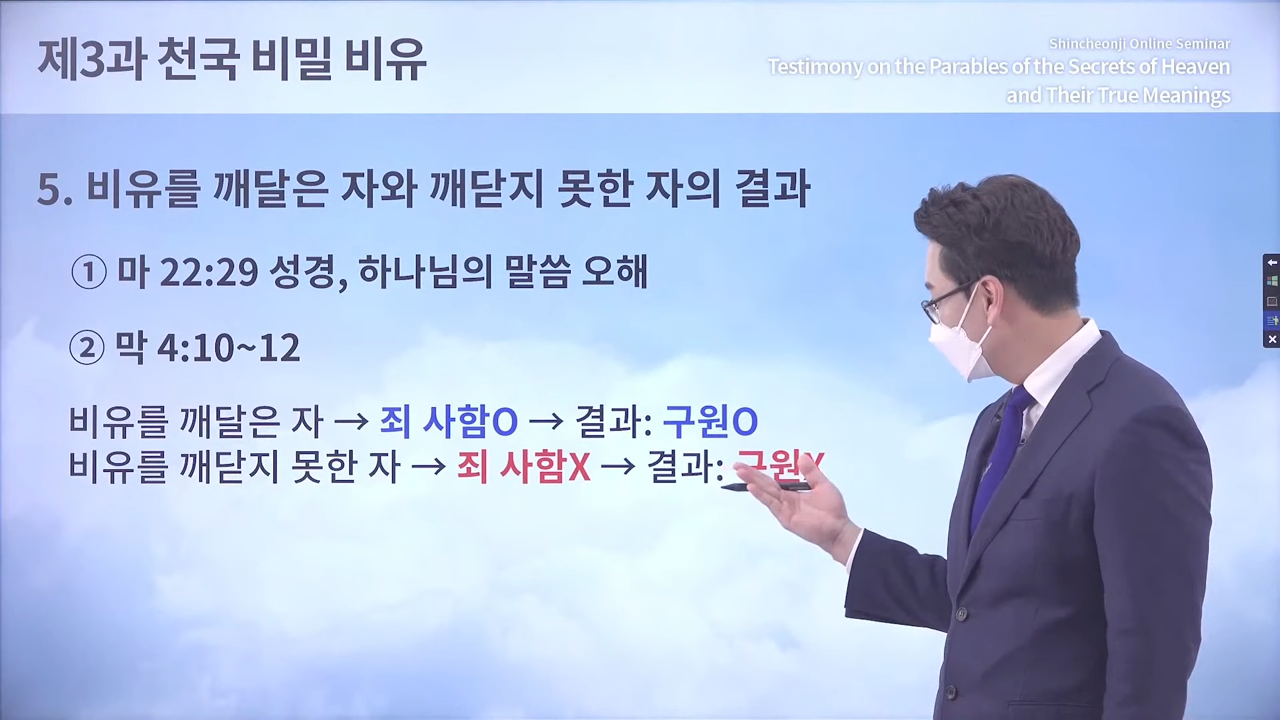 제3과 천국 비밀 비유
Shincheonji Online Seminar
Testimony on the Parables of the Secrets of Heaven
and Their True Meanings
5. 비유를 깨달은 자와 깨닫지 못한 자의 결과
① 마 22:29 성경, 하나님의 말씀 오해
② 막 4:10~12
비유를 깨달은 자 → 죄 사함O → 결과: 구원O
비유를 깨닫지 못한 자 → 죄 사함X → 결과: 구원X